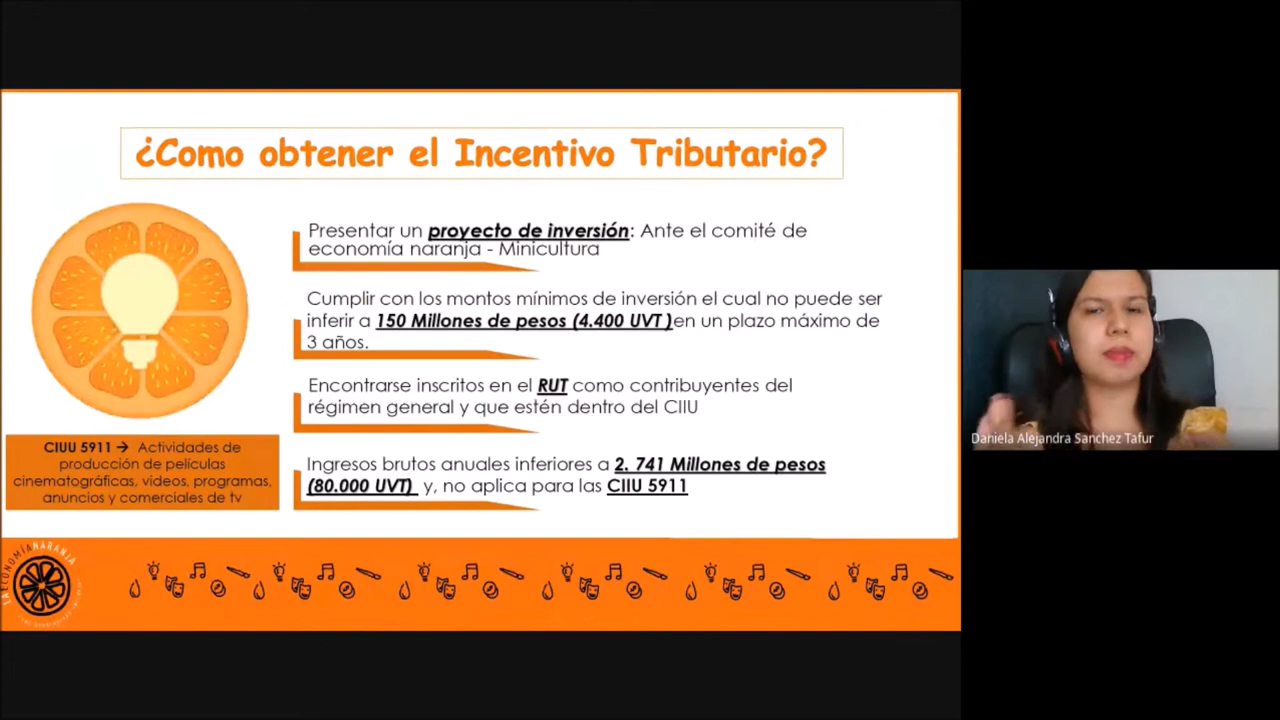 ¿Como obtener el Incentivo Tributario?
Presentar un proyecto de inversión: Ante el comité de
economía naranja - Minicultura
Cumplir con los montos mínimos de inversión el cual no puede ser
inferir a 150 Millones de pesos (4.400 UVT )en un plazo máximo de
3 años.
Encontrarse inscritos en el RUT como contribuyentes del
régimen general y que estén dentro del CIIU
Ingresos brutos anuales inferiores a 2. 741 Millones de pesos
(80.000 UVT) y, no aplica para las CIIU 5911
CIUU 5911 → Actividades de
producción de películas
cinematográficas, videos, programas,
anuncios y comerciales de tv
LA ECONOMÍA NARANJA
Daniela Alejandra Sanchez Tafur